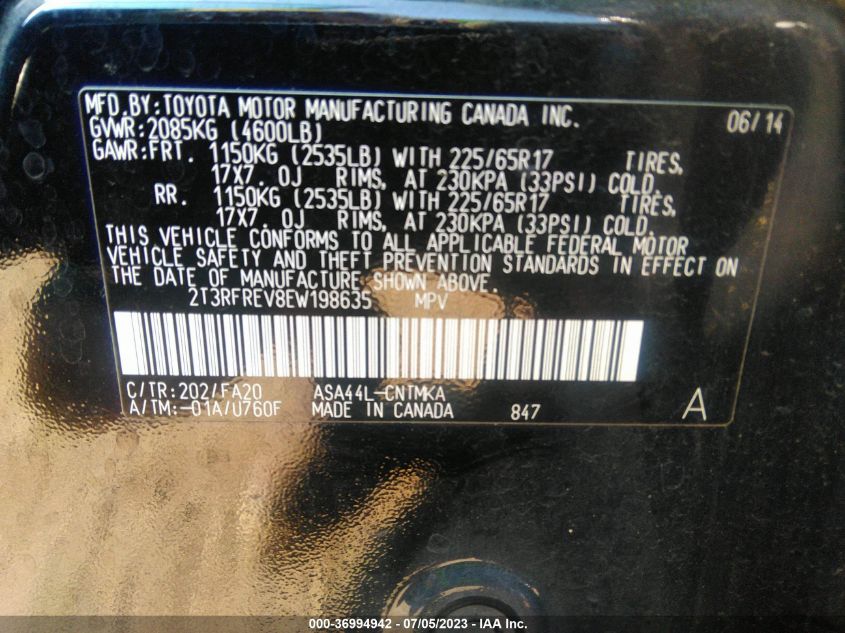 MFD. BY: TOYOTA MOTOR MANUFACTURING CANADA INC. 06/14
GVWR: 2085KG (4600LB)
GAWR: FRT. 1150KG (2535LB) WITH 225/65R17 TIRES,
17X7. 0J RIMS, AT 230KPA (33PSI) COLD.
RR. 1150KG (2535LB) WITH 225/65R17 TIRES,
17X7. 0J RIMS, AT 230KPA (33PSI) COLD.
THIS VEHICLE CONFORMS TO ALL APPLICABLE FEDERAL MOTOR
VEHICLE SAFETY AND THEFT PREVENTION STANDARDS IN EFFECT ON
THE DATE OF MANUFACTURE SHOWN ABOVE.
2T3RFREV8EW198635 MPV
C/TR: 202/FA20 ASA44L-CNTMKA
A/TM: -01A/U760F MADE IN CANADA 847 A
000-36994942 - 07/05/2023 - IAA Inc.